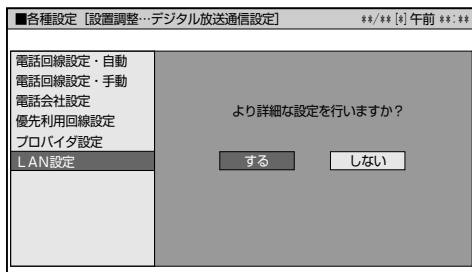 ■各種設定［設置調整…デジタル放送通信設定］ **/**[*]午前**:**
電話回線設定・自動
電話回線設定・手動
電話会社設定
優先利用回線設定
プロバイダ設定
LAN設定
より詳細な設定を行いますか？
する しない